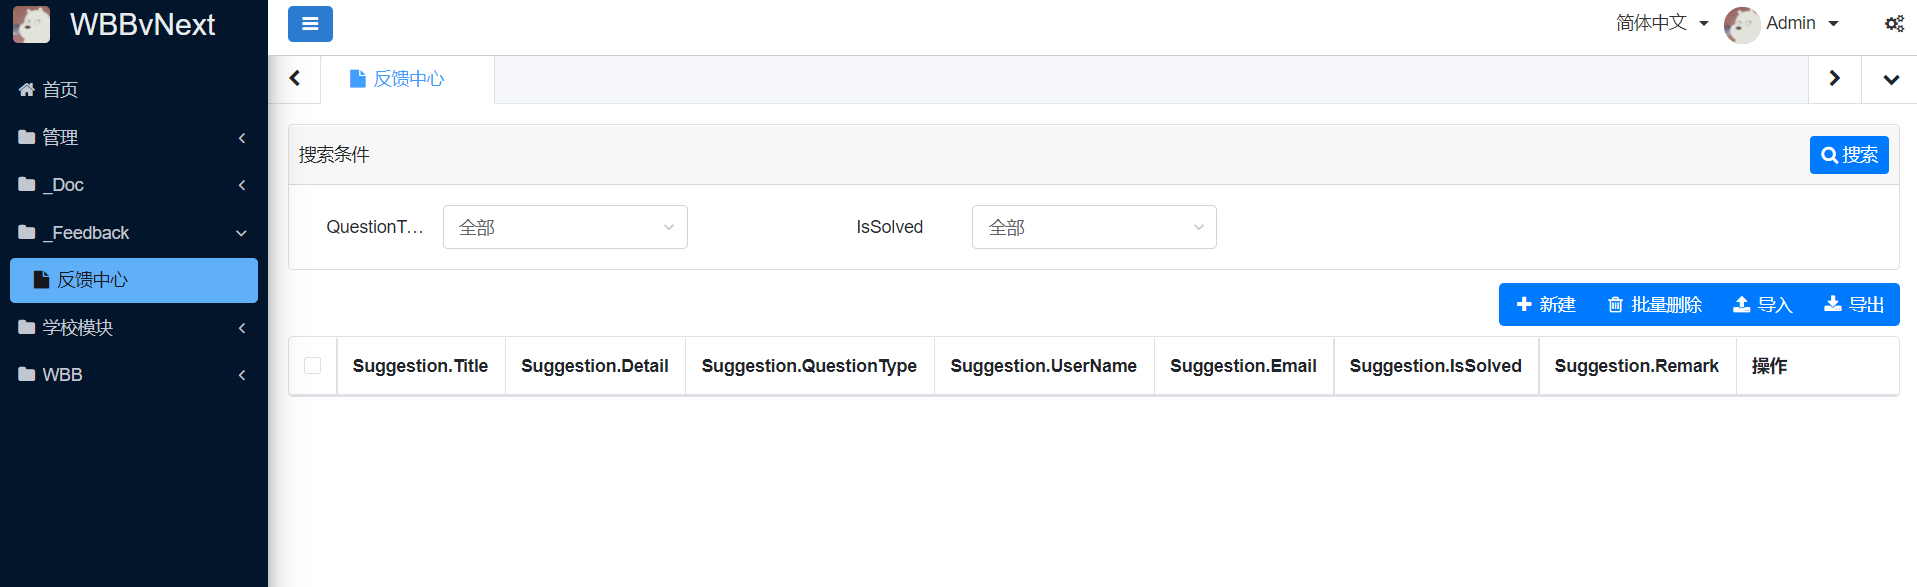 WBBvNext
简体中文
Admin
首页
管理
_Doc
_Feedback
反馈中心
学校模块
WBB
反馈中心
搜索条件
搜索
QuestionT... 全部
IsSolved 全部
新建 批量删除 导入 导出
Suggestion.Title Suggestion.Detail Suggestion.QuestionType Suggestion.UserName Suggestion.Email Suggestion.IsSolved Suggestion.Remark 操作